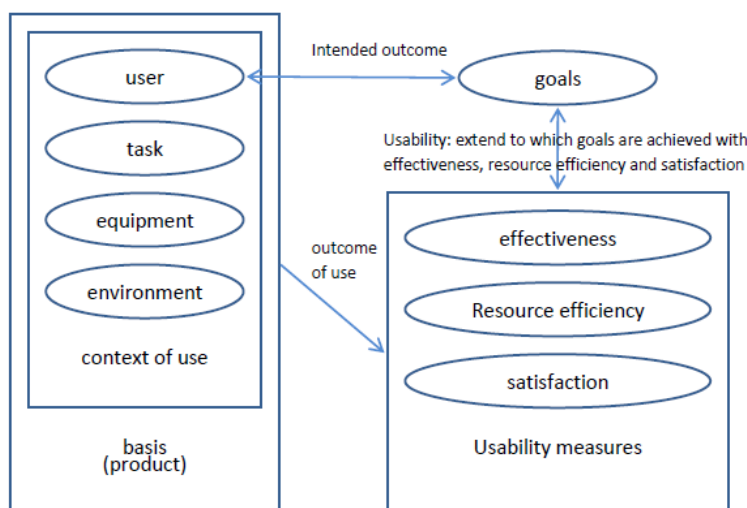 user
Intended outcome
goals
task
Usability: extend to which goals are achieved with
effectiveness, resource efficiency and satisfaction
equipment
effectiveness
outcome
of use
environment
Resource efficiency
context of use
satisfaction
basis
(product)
Usability measures